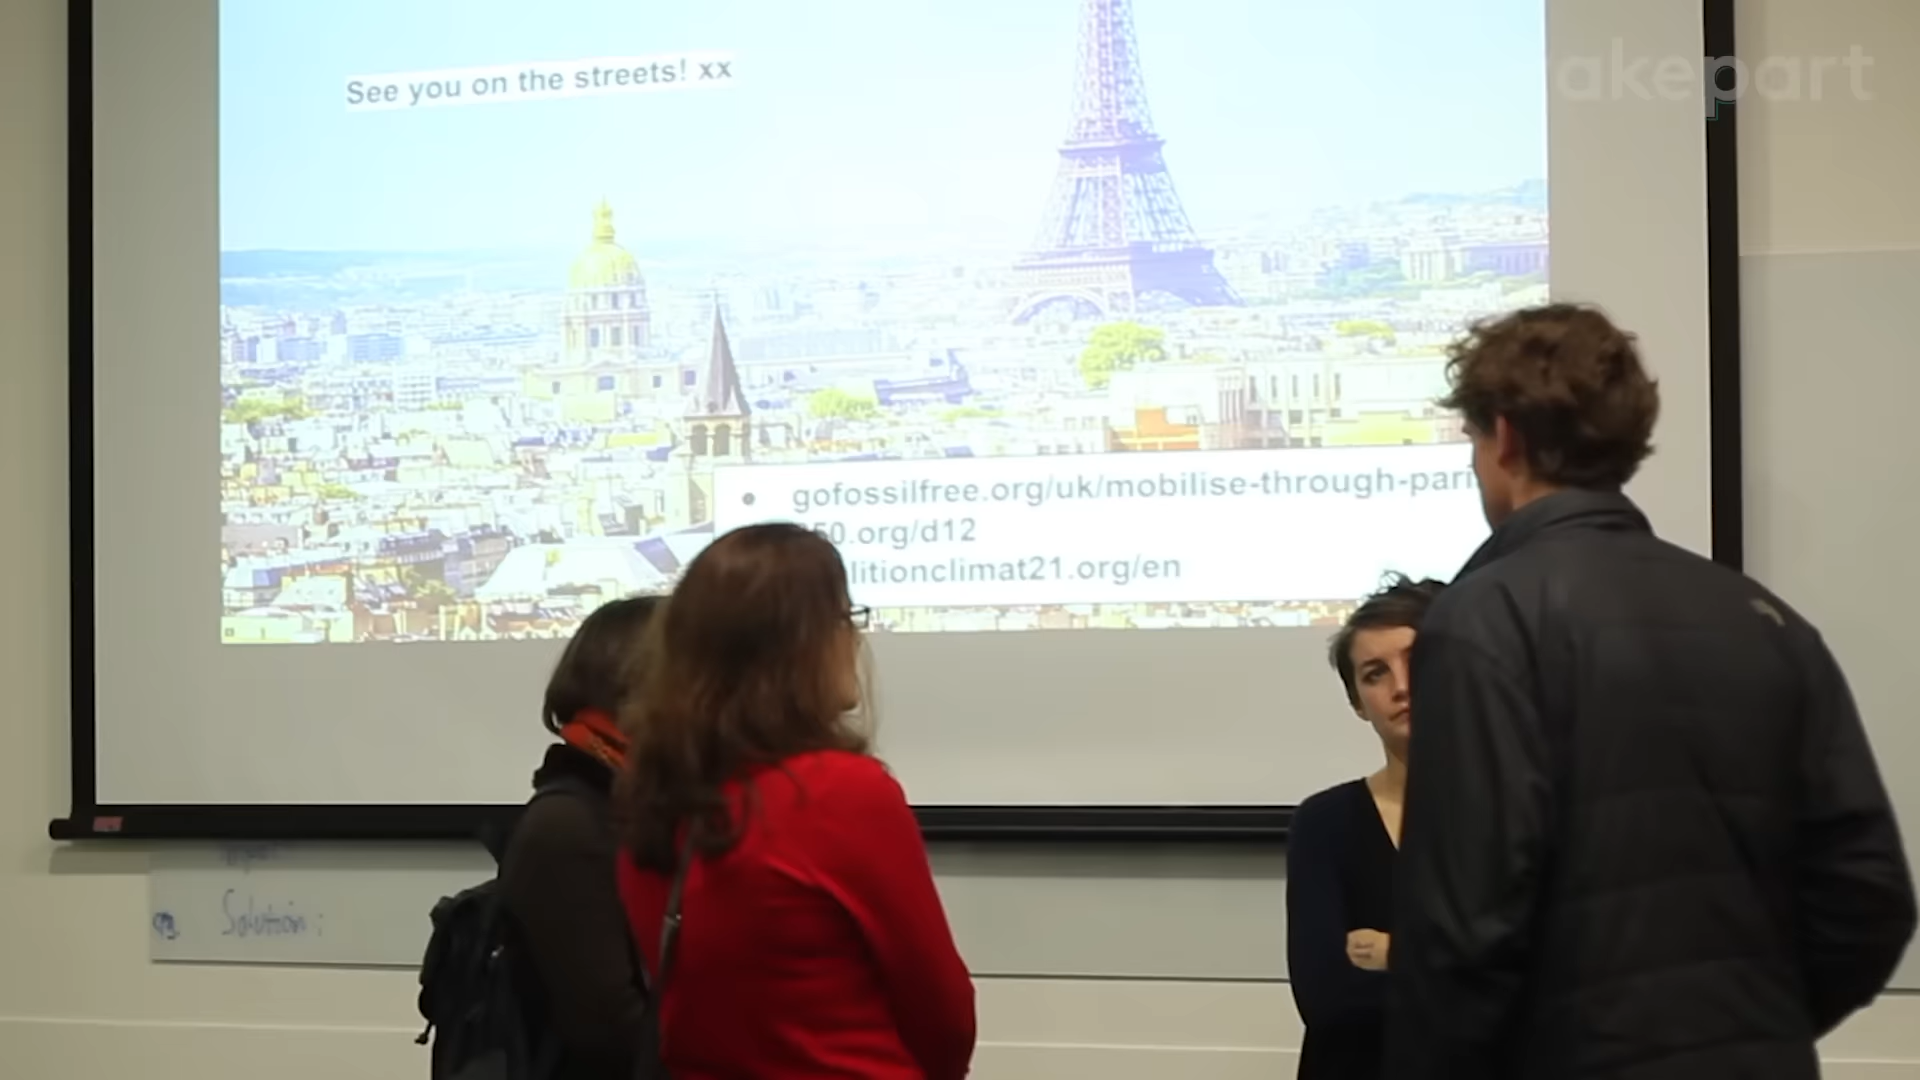 akepart
See you on the streets! xx
• gofossilfree.org/uk/mobilise-through-pari
50.org/d12
litionclimat21.org/en
Q3. Solution: